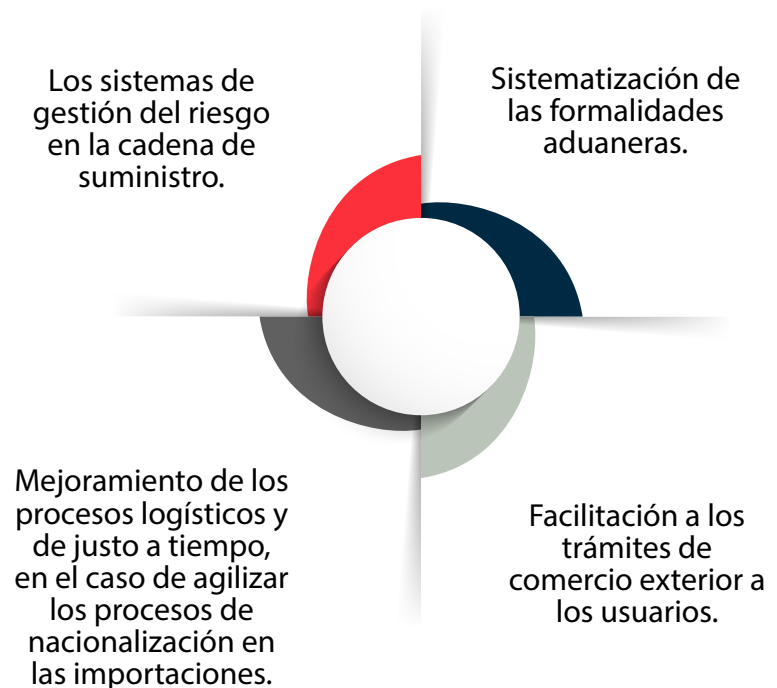 Los sistemas de
gestión del riesgo
en la cadena de
suministro.
Sistematización de
las formalidades
aduaneras.
Mejoramiento de los
procesos logísticos y
de justo a tiempo,
en el caso de agilizar
los procesos de
nacionalización en
las importaciones.
Facilitación a los
trámites de
comercio exterior a
los usuarios.